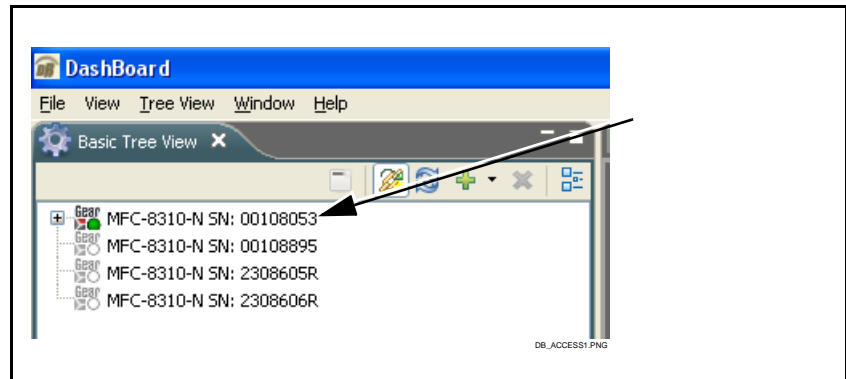 DashBoard
File View Tree View Window Help
Basic Tree View
Gear MFC-8310-N SN: 00108053
Gear MFC-8310-N SN: 00108895
Gear MFC-8310-N SN: 2308605R
Gear MFC-8310-N SN: 2308606R
DB_ACCESS1.PNG